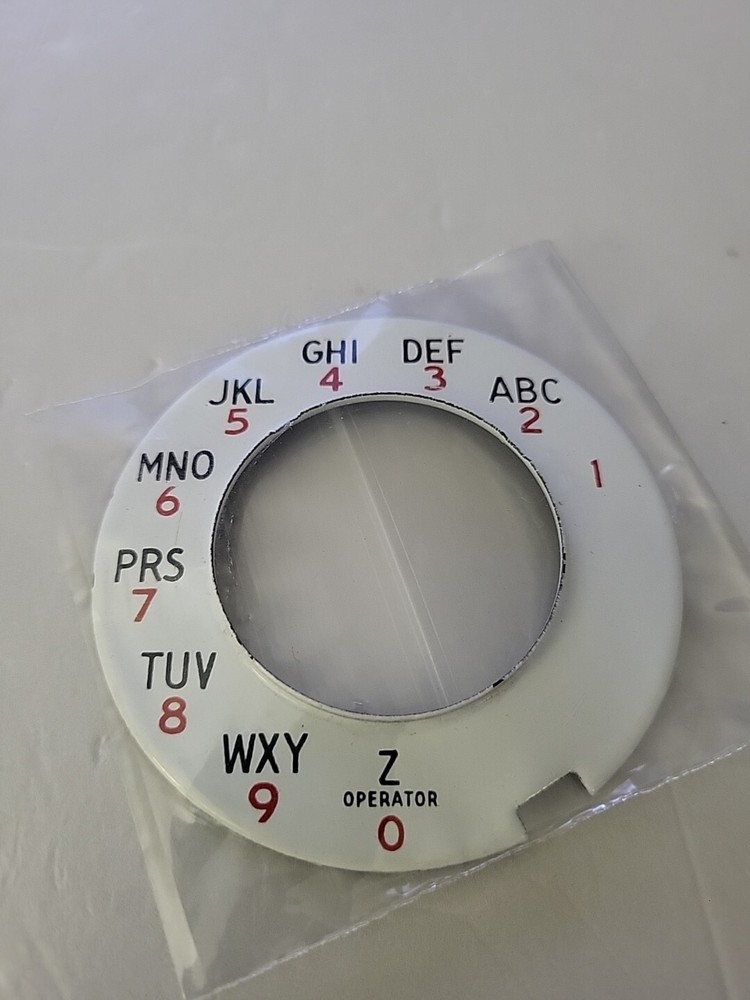 1
ABC
2
DEF
3
GHI
4
JKL
5
MNO
6
PRS
7
TUV
8
WXY
9
Z
OPERATOR
0